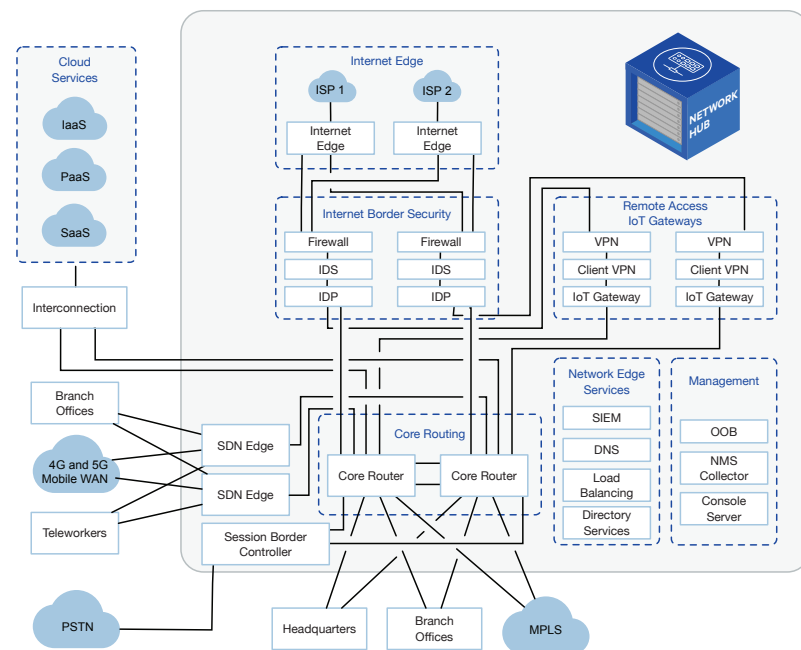 Cloud
Services
IaaS
PaaS
SaaS
Interconnection
Internet Edge
ISP 1
ISP 2
Internet
Edge
Internet
Edge
NETWORK
HUB
Internet Border Security
Firewall
IDS
IDP
Firewall
IDS
IDP
Remote Access
IoT Gateways
VPN
Client VPN
IoT Gateway
VPN
Client VPN
IoT Gateway
Branch
Offices
4G and 5G
Mobile WAN
Teleworkers
SDN Edge
SDN Edge
Session Border
Controller
Core Routing
Core Router
Core Router
Network Edge
Services
SIEM
DNS
Load
Balancing
Directory
Services
Management
OOB
NMS
Collector
Console
Server
PSTN
Headquarters
Branch
Offices
MPLS